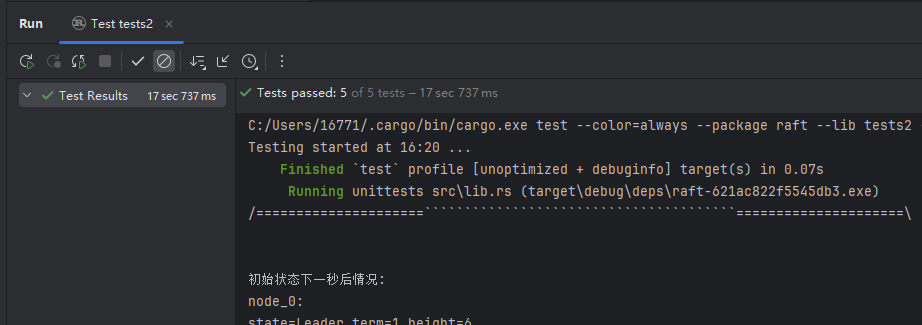 Run
Test tests2
Test Results
17 sec 737 ms
Tests passed: 5 of 5 tests – 17 sec 737 ms
C:/Users/16771/.cargo/bin/cargo.exe test --color=always --package raft --lib tests2
Testing started at 16:20 ...
Finished `test` profile [unoptimized + debuginfo] target(s) in 0.07s
Running unittests src\lib.rs (target\debug\deps\raft-621ac822f5545db3.exe)
/=====================```````````````````````````````````````=====================\
初始状态下一秒后情况:
node_0:
state=Leader term=1 height=6